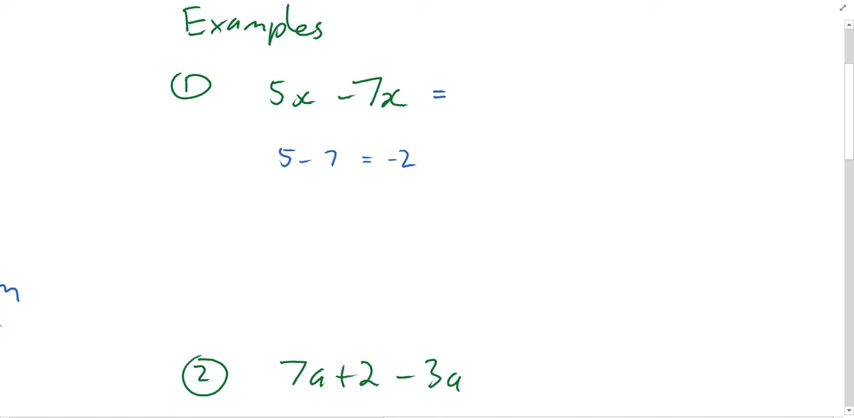 Examples
① 5x - 7x =
5 - 7 = -2
② 7a + 2 - 3a